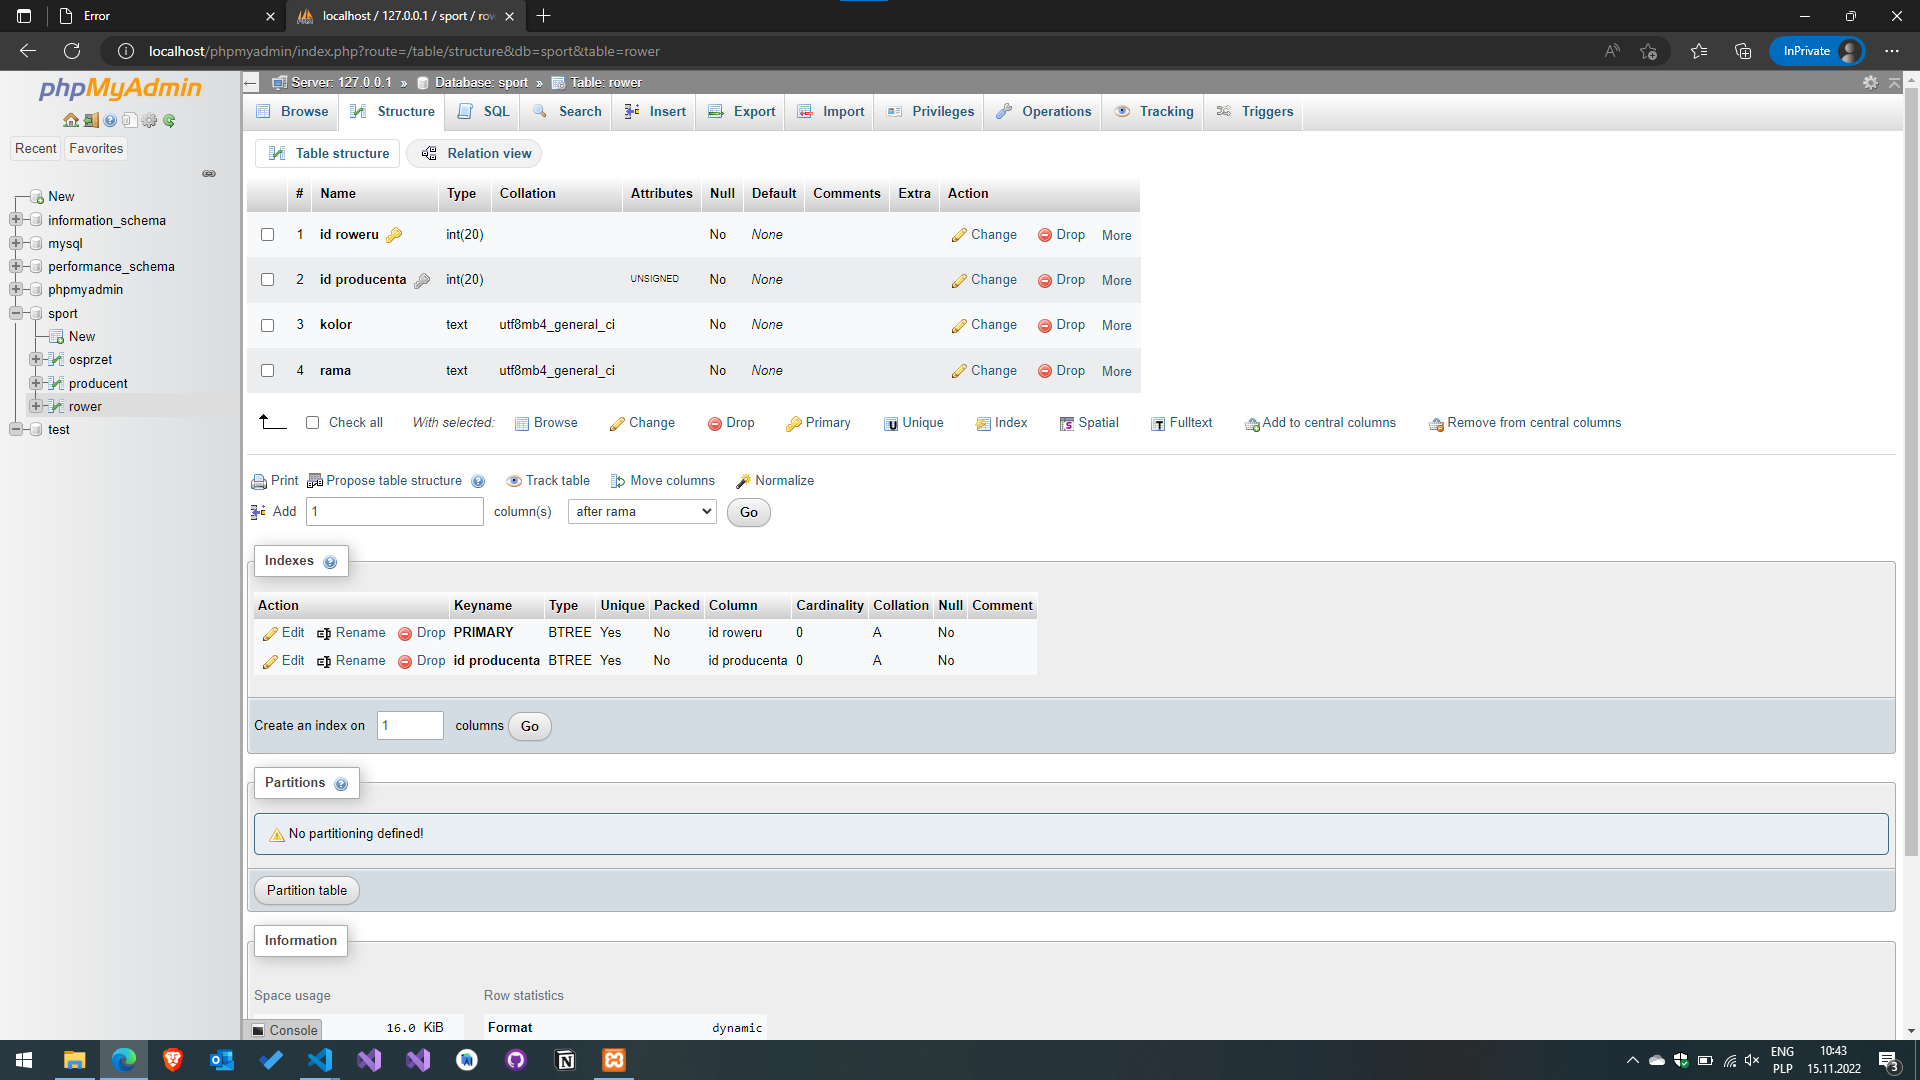 Error
localhost / 127.0.0.1 / sport / rov
localhost/phpmyadmin/index.php?route=/table/structure&db=sport&table=rower
InPrivate
phpMyAdmin
Recent Favorites
New
information_schema
mysql
performance_schema
phpmyadmin
sport
New
osprzet
producent
rower
test
Server: 127.0.0.1 » Database: sport » Table: rower
Browse Structure SQL Search Insert Export Import Privileges Operations Tracking Triggers
Table structure Relation view
# Name Type Collation Attributes Null Default Comments Extra Action
1 id roweru int(20) No None Change Drop More
2 id producenta int(20) UNSIGNED No None Change Drop More
3 kolor text utf8mb4_general_ci No None Change Drop More
4 rama text utf8mb4_general_ci No None Change Drop More
Check all With selected: Browse Change Drop Primary Unique Index Spatial Fulltext Add to central columns Remove from central columns
Print Propose table structure Track table Move columns Normalize
Add 1 column(s) after rama Go
Indexes
Action Keyname Type Unique Packed Column Cardinality Collation Null Comment
Edit Rename Drop PRIMARY BTREE Yes No id roweru 0 A No
Edit Rename Drop id producenta BTREE Yes No id producenta 0 A No
Create an index on 1 columns Go
Partitions
No partitioning defined!
Partition table
Information
Space usage Row statistics
Console 16.0 KiB Format dynamic
ENG 10:43
PLP 15.11.2022 3